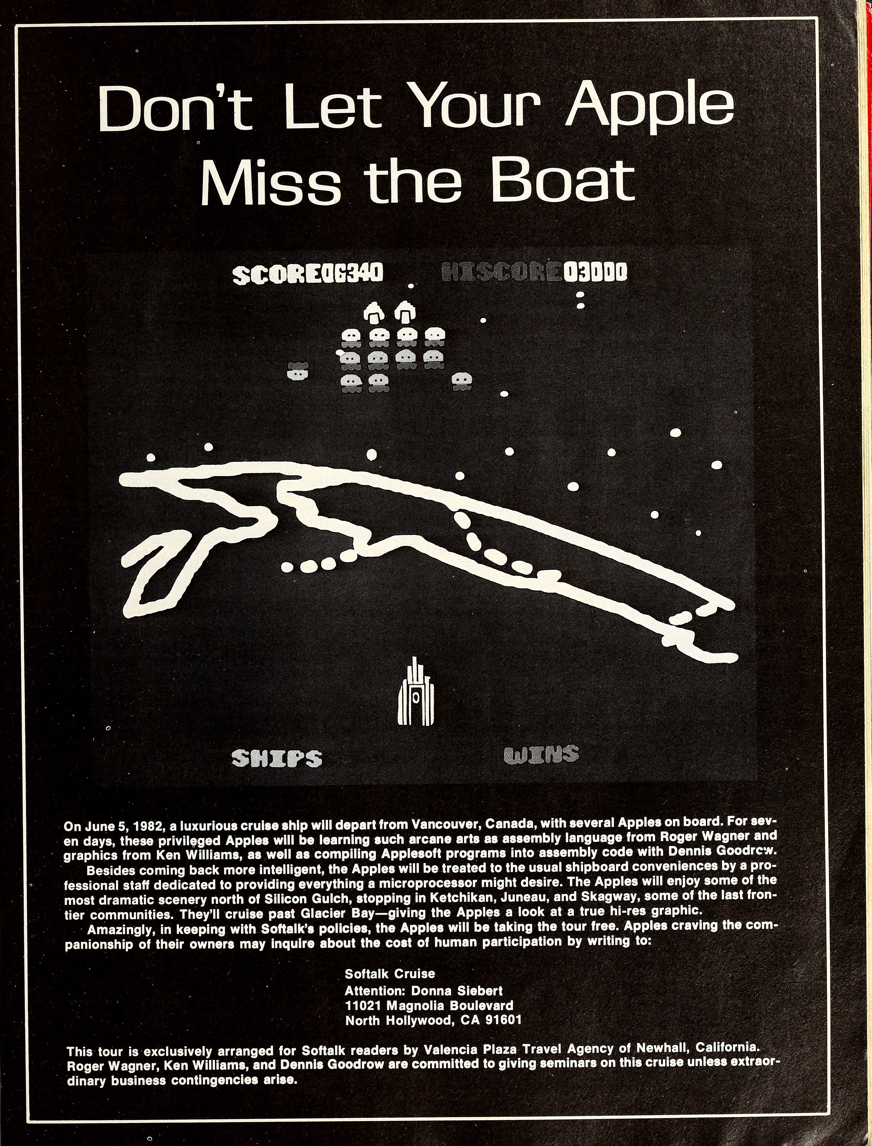 Don't Let Your Apple
Miss the Boat
SCORE06340 HISCORE03000
SHIPS WINS
On June 5, 1982, a luxurious cruise ship will depart from Vancouver, Canada, with several Apples on board. For sev-
en days, these privileged Apples will be learning such arcane arts as assembly language from Roger Wagner and
graphics from Ken Williams, as well as compiling Applesoft programs into assembly code with Dennis Goodrow.
Besides coming back more intelligent, the Apples will be treated to the usual shipboard conveniences by a pro-
fessional staff dedicated to providing everything a microprocessor might desire. The Apples will enjoy some of the
most dramatic scenery north of Silicon Gulch, stopping in Ketchikan, Juneau, and Skagway, some of the last fron-
tier communities. They'll cruise past Glacier Bay—giving the Apples a look at a true hi-res graphic.
Amazingly, in keeping with Softalk's policies, the Apples will be taking the tour free. Apples craving the com-
panionship of their owners may inquire about the cost of human participation by writing to:
Softalk Cruise
Attention: Donna Siebert
11021 Magnolia Boulevard
North Hollywood, CA 91601
This tour is exclusively arranged for Softalk readers by Valencia Plaza Travel Agency of Newhall, California.
Roger Wagner, Ken Williams, and Dennis Goodrow are committed to giving seminars on this cruise unless extraor-
dinary business contingencies arise.